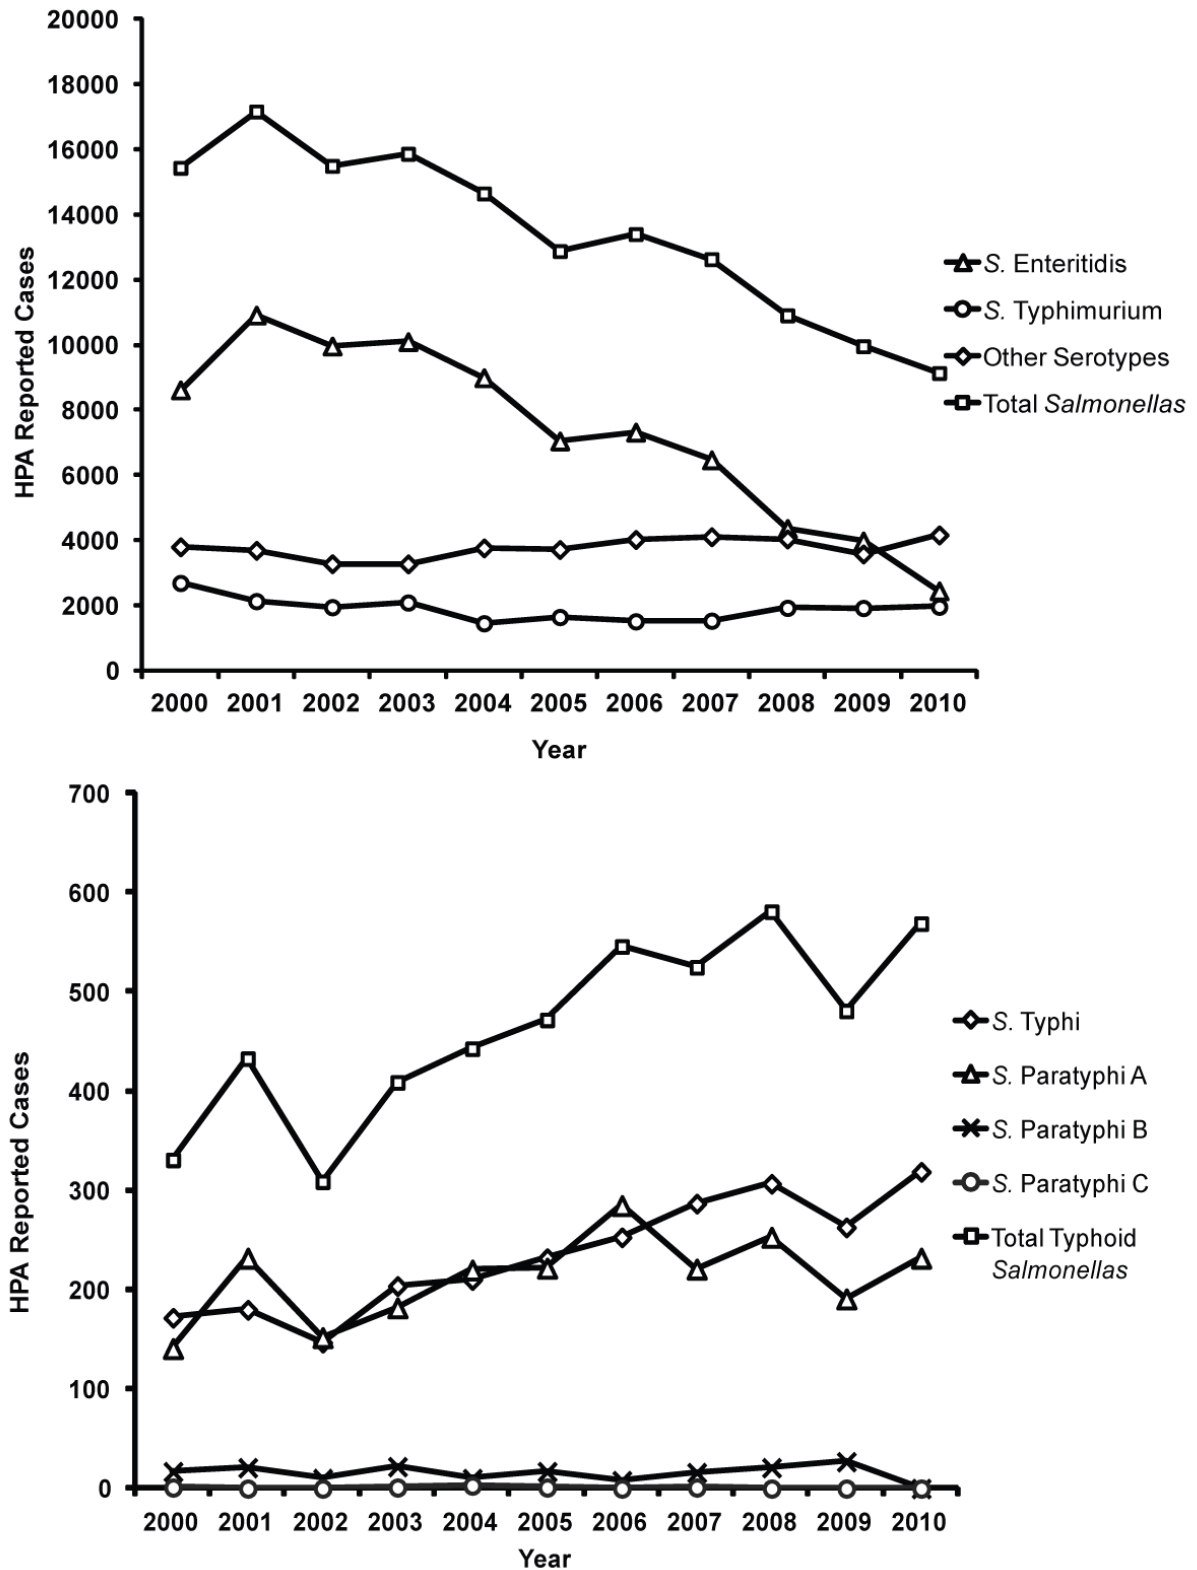 20000
18000
16000
14000
12000
10000
8000
6000
4000
2000
0
HPA Reported Cases
2000 2001 2002 2003 2004 2005 2006 2007 2008 2009 2010
Year
S. Enteritidis
S. Typhimurium
Other Serotypes
Total Salmonellas
700
600
500
400
300
200
100
0
HPA Reported Cases
2000 2001 2002 2003 2004 2005 2006 2007 2008 2009 2010
Year
S. Typhi
S. Paratyphi A
S. Paratyphi B
S. Paratyphi C
Total Typhoid
Salmonellas